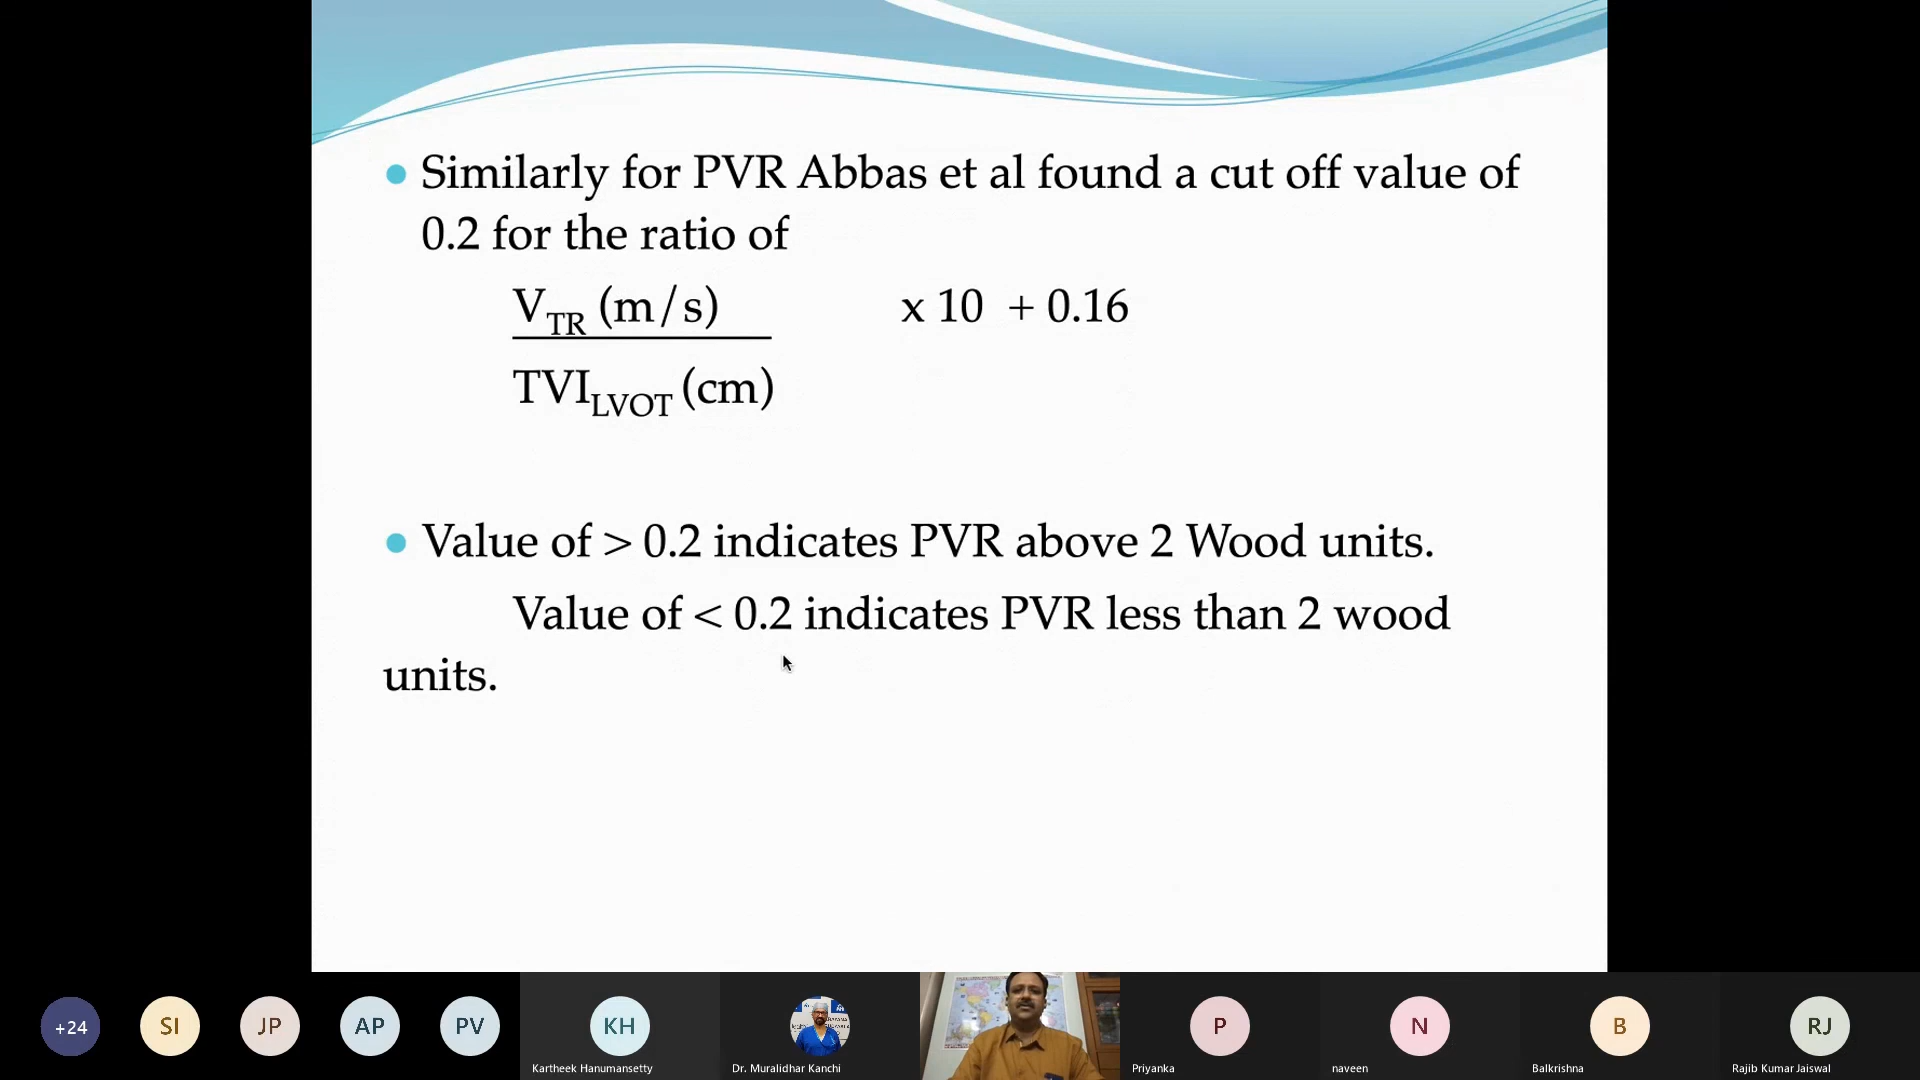 Similarly for PVR Abbas et al found a cut off value of
0.2 for the ratio of
V_TR (m/s) x 10 + 0.16
TVI_LVOT (cm)
Value of > 0.2 indicates PVR above 2 Wood units.
Value of < 0.2 indicates PVR less than 2 wood
units.
+24
SI
JP
AP
PV
KH
P
N
B
RJ
Kartheek Hanumansetty
Dr. Muralidhar Kanchi
Priyanka
naveen
Balkrishna
Rajib Kumar Jaiswal